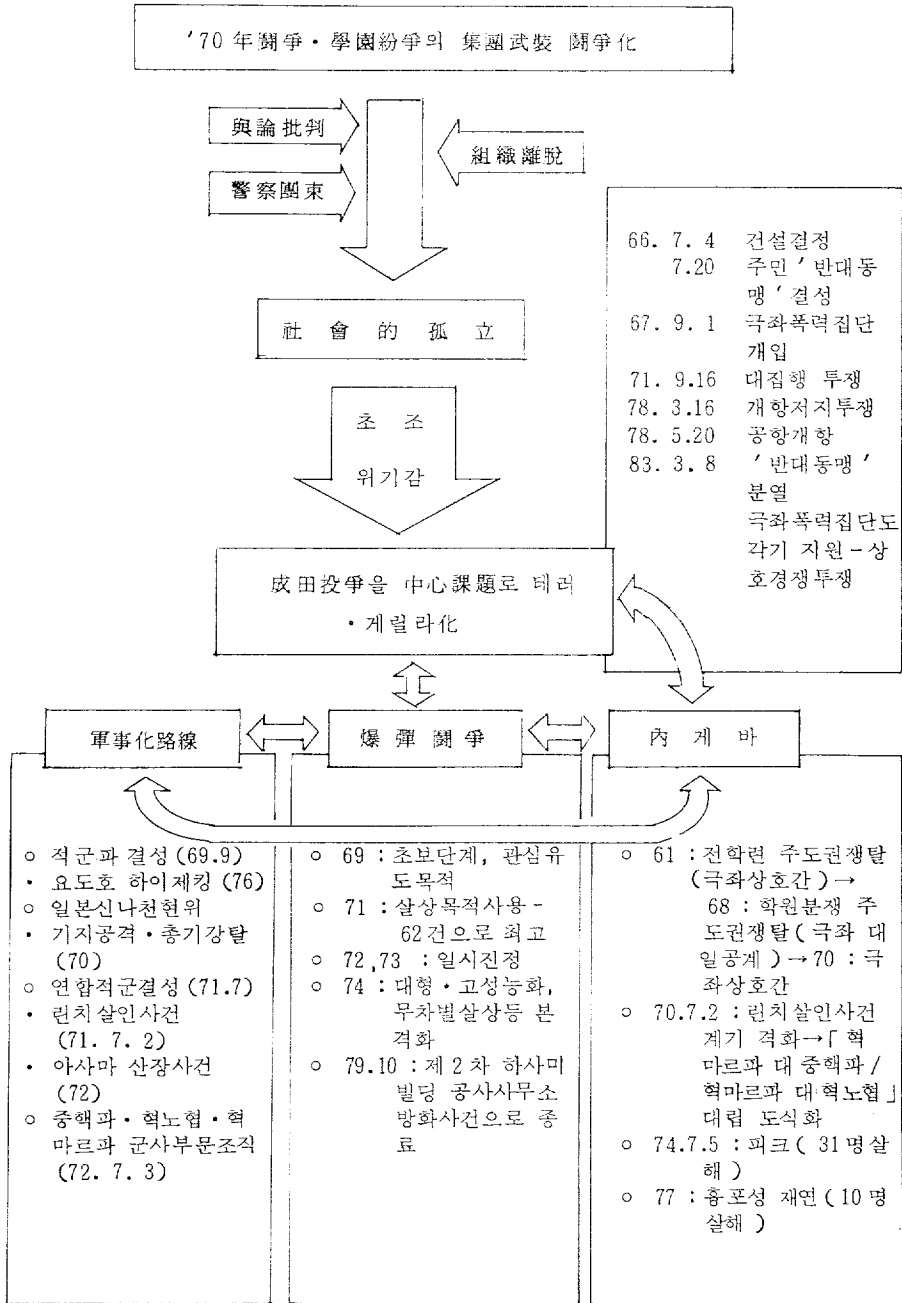 '70年鬪爭・學園紛爭의 集團武裝 鬪爭化
輿論批判
組織離脫
警察團束
社會的孤立
초조
위기감
成田投爭을 中心課題로 테러
・게릴라化
66. 7. 4 건설결정
7.20 주민 '반대동
맹' 결성
67. 9. 1 극좌폭력집단
개입
71. 9.16 대집행 투쟁
78. 3.16 개항저지투쟁
78. 5.20 공항개항
83. 3. 8 '반대동맹'
분열
극좌폭력집단도
각기 지원-상
호경쟁투쟁
軍事化路線
○ 적군파 결성 (69.9)
・ 요도호 하이제킹 (76)
○ 일본신나천현위
・ 기지공격・총기강탈
(70)
○ 연합적군결성 (71.7)
・ 린치살인사건
(71. 7. 2)
・ 아사마 산장사건
(72)
○ 중핵파・혁노협・혁
마르파 군사부문조직
(72. 7. 3)
爆彈鬪爭
○ 69 : 초보단계, 관심유
도목적
○ 71 : 살상목적사용-
62건으로 최고
○ 72,73 : 일시진정
○ 74 : 대형・고성능화,
무차별살상등 본
격화
○ 79.10 : 제2차 하사미
빌딩 공사사무소
방화사건으로 종
료
內게바
○ 61 : 전학련 주도권쟁탈
(극좌상호간)→
68 : 학원분쟁 주
도권쟁탈(극좌 대
일공계)→70 : 극
좌상호간
○ 70.7.2 : 린치살인사건
계기 격화→「혁
마르파 대 중핵파/
혁마르파 대 혁노협」
대립 도식화
○ 74.7.5 : 피크(31명살
해)
○ 77 : 흉포성 재연(10명
살해)